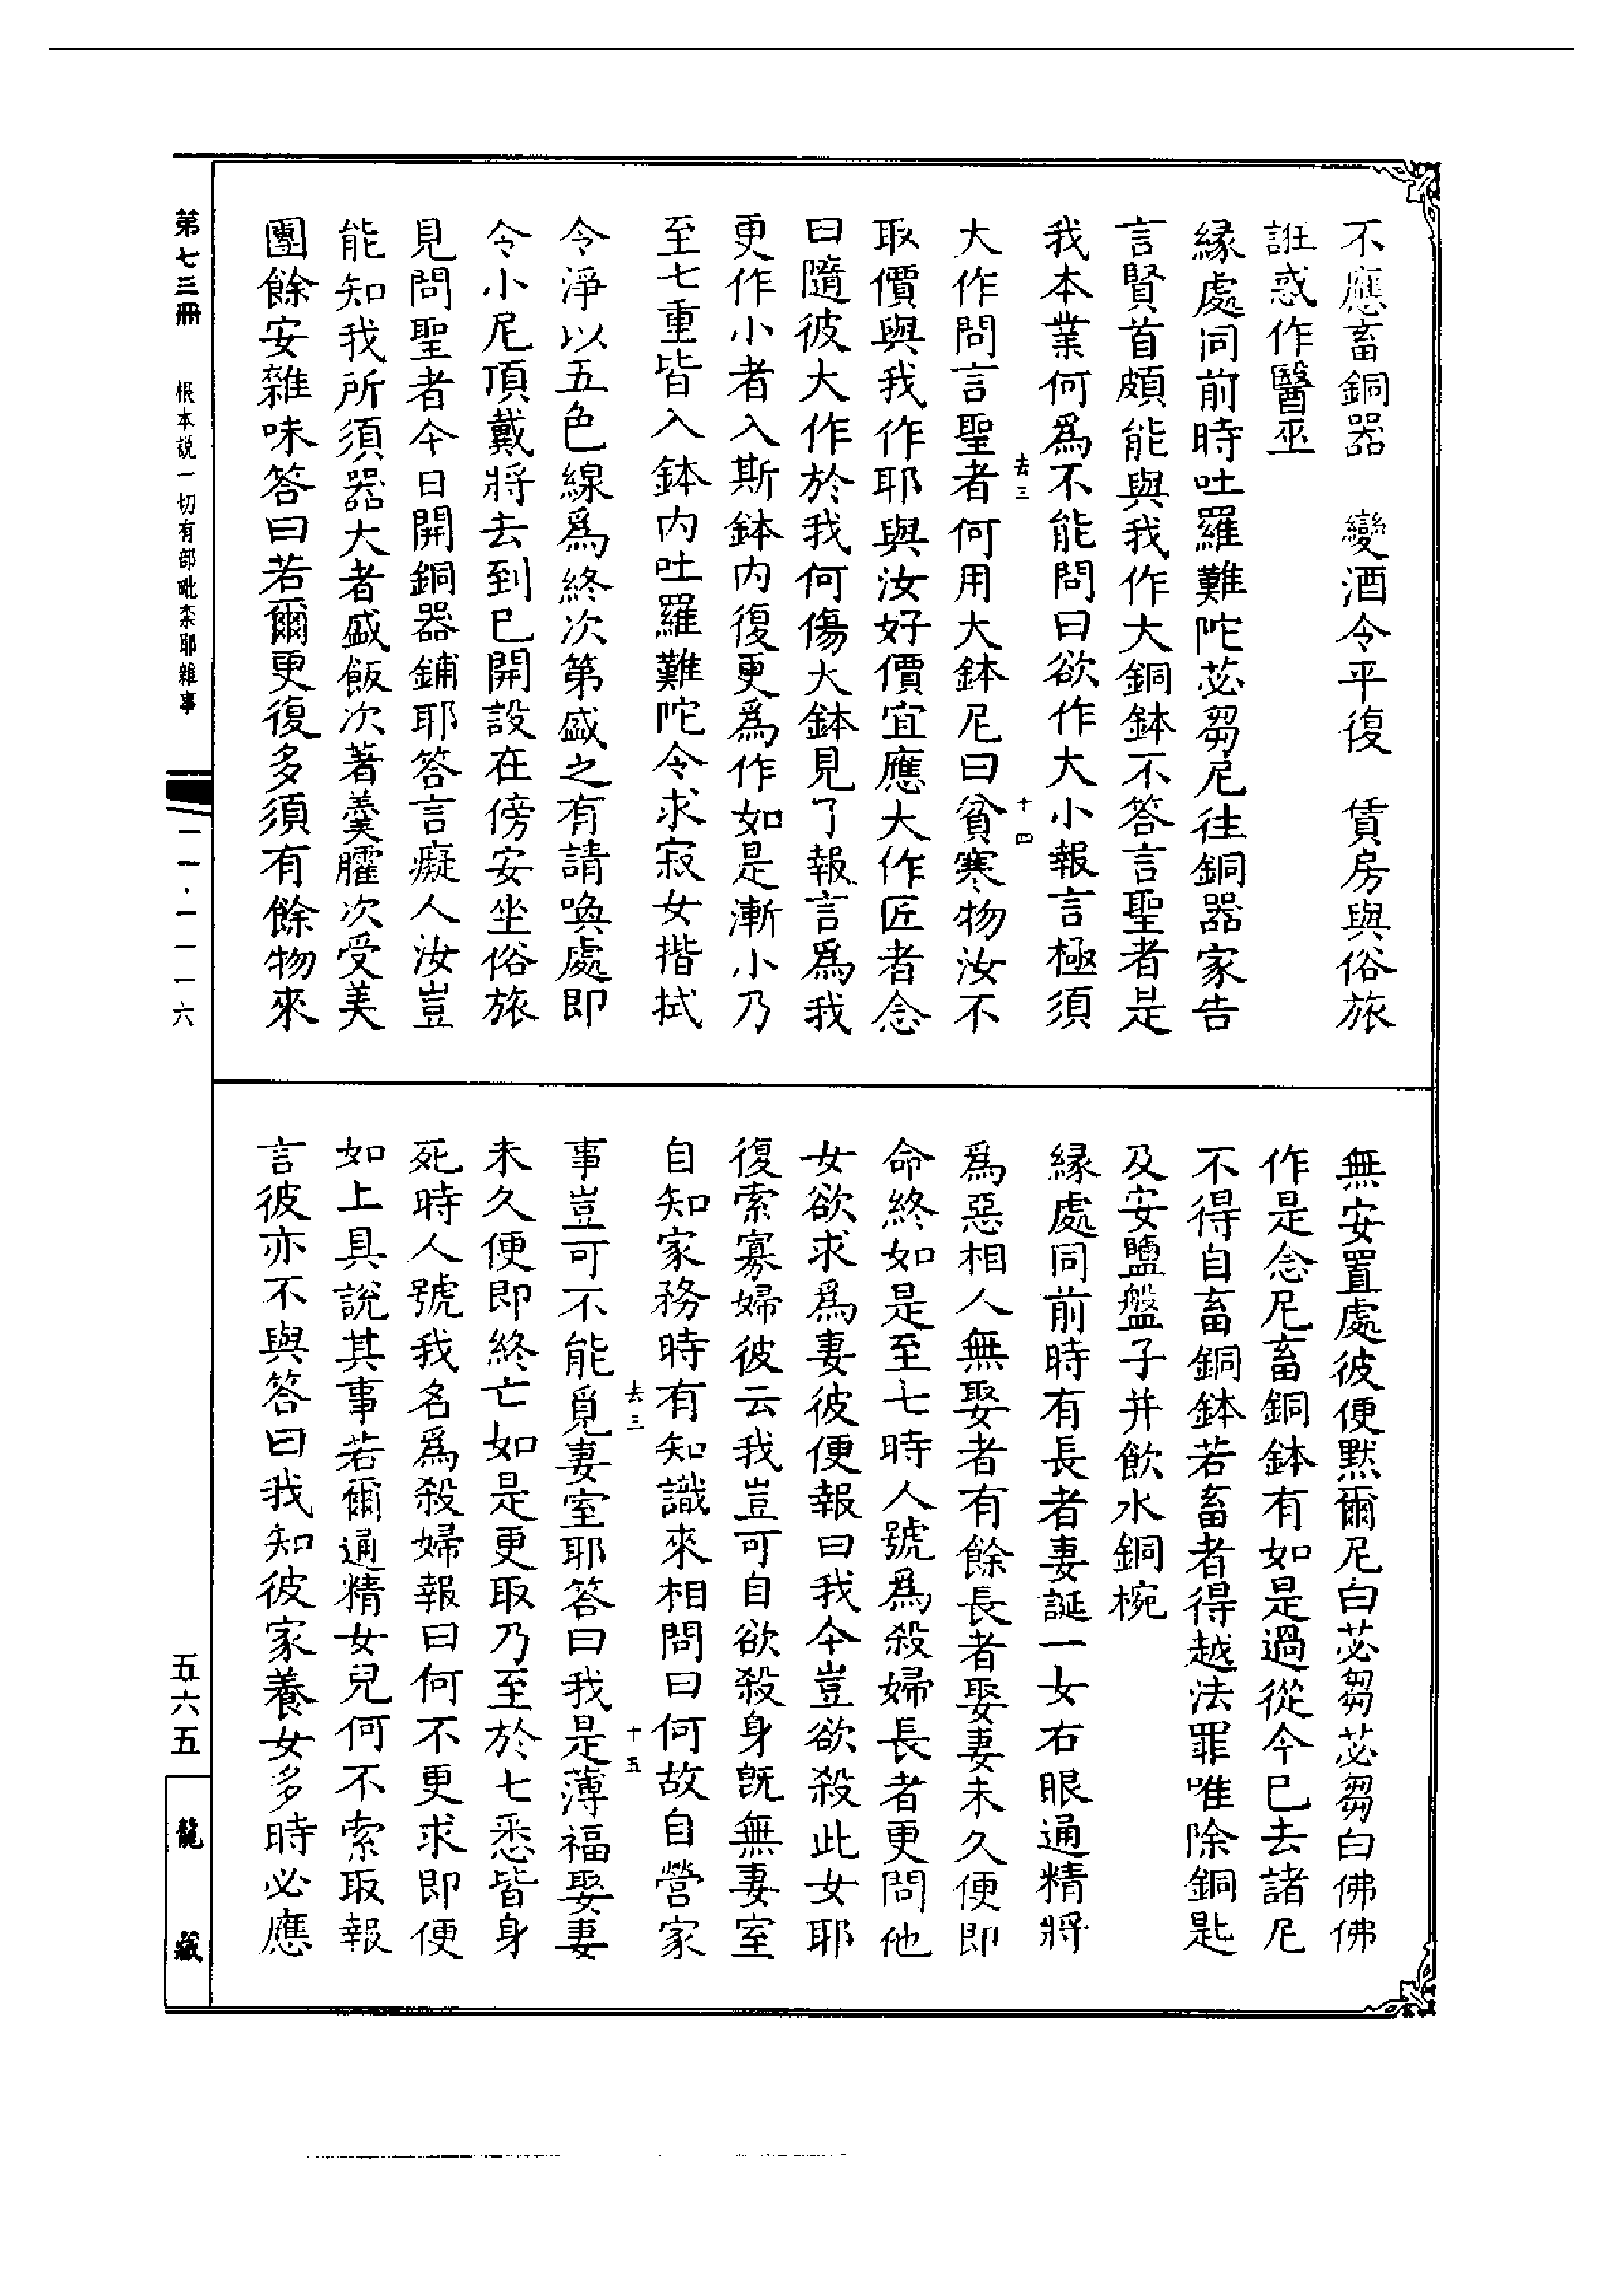 不應畜銅器　變酒令平復　賃房與俗旅
誑惑作醫巫
緣處同前時吐羅難陀苾芻尼往銅器家告
言賢首頗能與我作大銅鉢不答言聖者是
我本業何爲不能問曰欲作大小報言極須
去三　十四
大作問言聖者何用大鉢尼曰貧寒物汝不
取價與我作耶與汝好價宜應大作匠者念
曰隨彼大作於我何傷大鉢見了報言爲我
更作小者入斯鉢內復更爲作如是漸小乃
至七重皆入鉢內吐羅難陀令求寂女揩拭
令淨以五色線爲終次第盛之有請喚處即
令小尼頂戴將去到已開設在傍安坐俗旅
見問聖者今日開銅器鋪耶答言癡人汝豈
能知我所須器大者盛飯次著羹臛次受美
團餘安雜味答曰若爾更復多須有餘物來
無安置處彼便默爾尼白苾芻苾芻白佛佛
作是念尼畜銅鉢有如是過從今已去諸尼
不得自畜銅鉢若畜者得越法罪唯除銅匙
及安鹽盤子并飲水銅椀
緣處同前時有長者妻誕一女右眼通精將
爲惡相人無娶者有餘長者娶妻未久便即
命終如是至七時人號爲殺婦長者更問他
女欲求爲妻彼便報曰我今豈欲殺此女耶
復索寡婦彼云我豈可自欲殺身既無妻室
自知家務時有知識來相問曰何故自營家
去三　十五
事豈可不能覓妻室耶答曰我是薄福娶妻
未久便即終亡如是更取乃至於七悉皆身
死時人號我名爲殺婦報曰何不更求即便
如上具說其事若爾通精女兒何不索取報
言彼亦不與答曰我知彼家養女多時必應
第七三冊　根本説一切有部毗柰耶雜事　一一·一一一六　五六五　龍藏